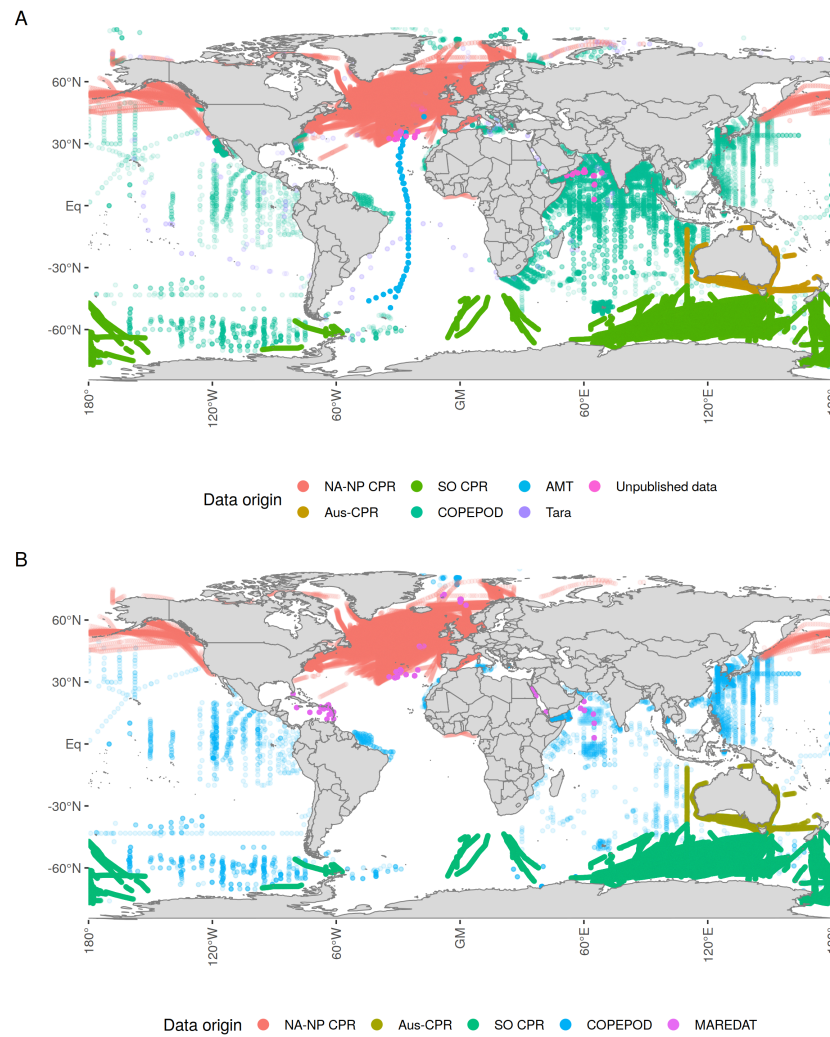 A
60°N
30°N
Eq
-30°N
-60°N
180°
120°W
60°W
GM
60°E
120°E
180°
Data origin
NA-NP CPR
SO CPR
AMT
Unpublished data
Aus-CPR
COPEPOD
Tara
B
60°N
30°N
Eq
-30°N
-60°N
180°
120°W
60°W
GM
60°E
120°E
180°
Data origin
NA-NP CPR
Aus-CPR
SO CPR
COPEPOD
MAREDAT